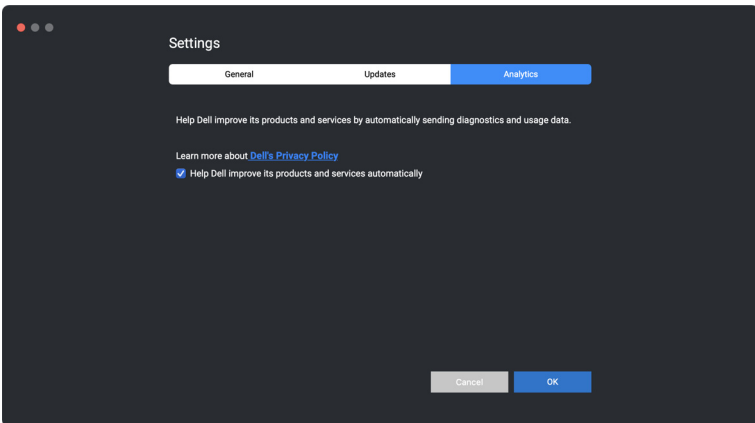 Settings
General Updates Analytics
Help Dell improve its products and services by automatically sending diagnostics and usage data.
Learn more about Dell's Privacy Policy
Help Dell improve its products and services automatically
Cancel OK